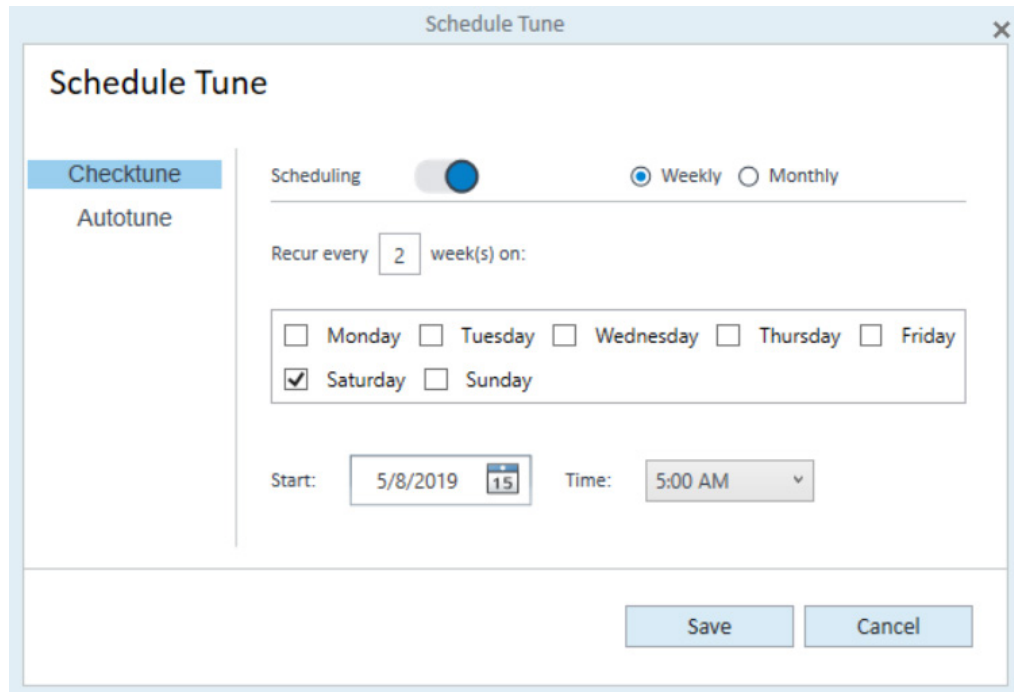 Schedule Tune
Schedule Tune
Checktune
Autotune
Scheduling Weekly Monthly
Recur every 2 week(s) on:
Monday Tuesday Wednesday Thursday Friday
Saturday Sunday
Start: 5/8/2019 15 Time: 5:00 AM
Save Cancel